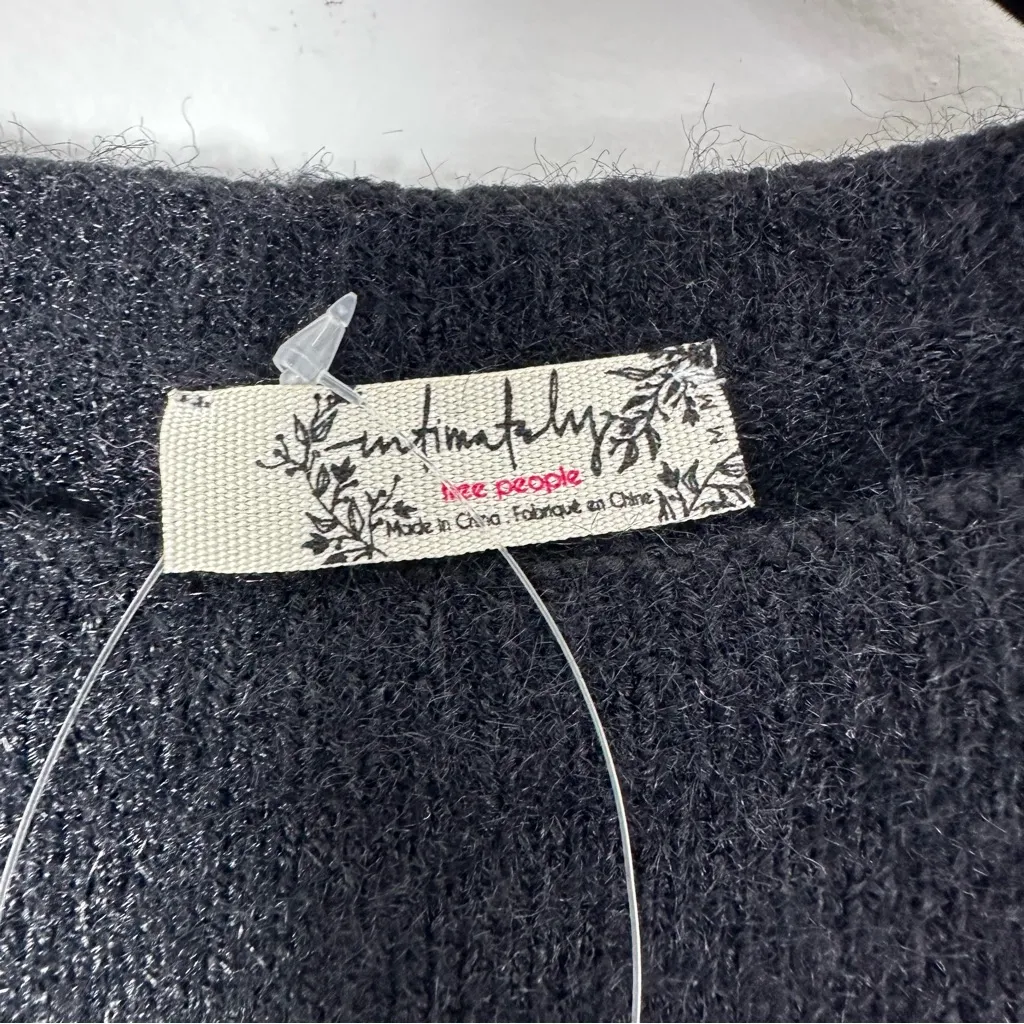 intimately
free people
Made in China . Fabriqué en Chine
M M